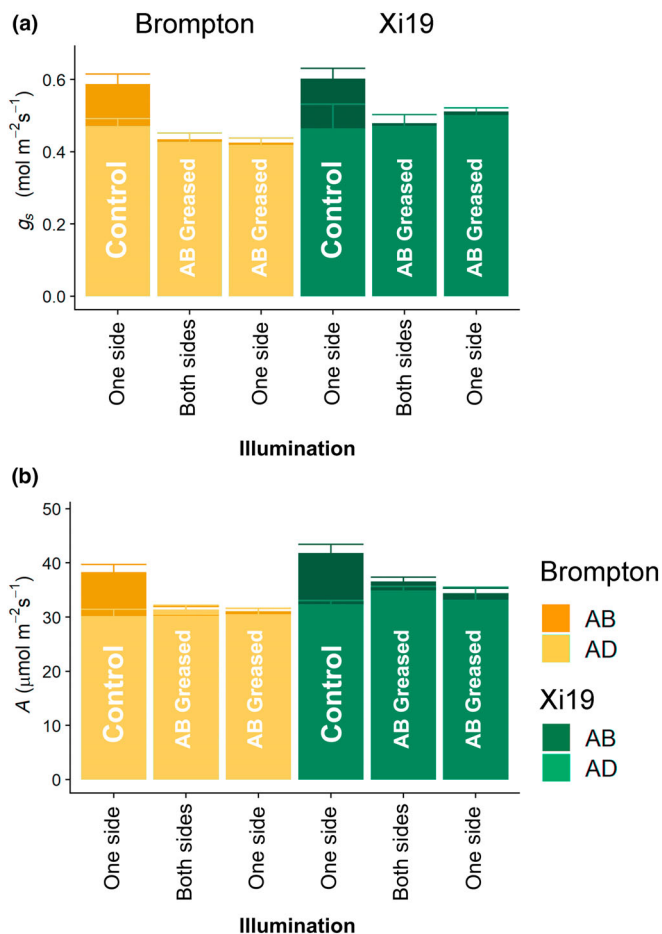 (a)
Brompton Xi19
gs (mol m−2s−1)
0.6
0.4
0.2
0.0
Control
AB Greased
AB Greased
Control
AB Greased
AB Greased
One side
Both sides
One side
One side
Both sides
One side
Illumination
(b)
A (μmol m−2s−1)
50
40
30
20
10
0
Control
AB Greased
AB Greased
Control
AB Greased
AB Greased
One side
Both sides
One side
One side
Both sides
One side
Illumination
Brompton
AB
AD
Xi19
AB
AD